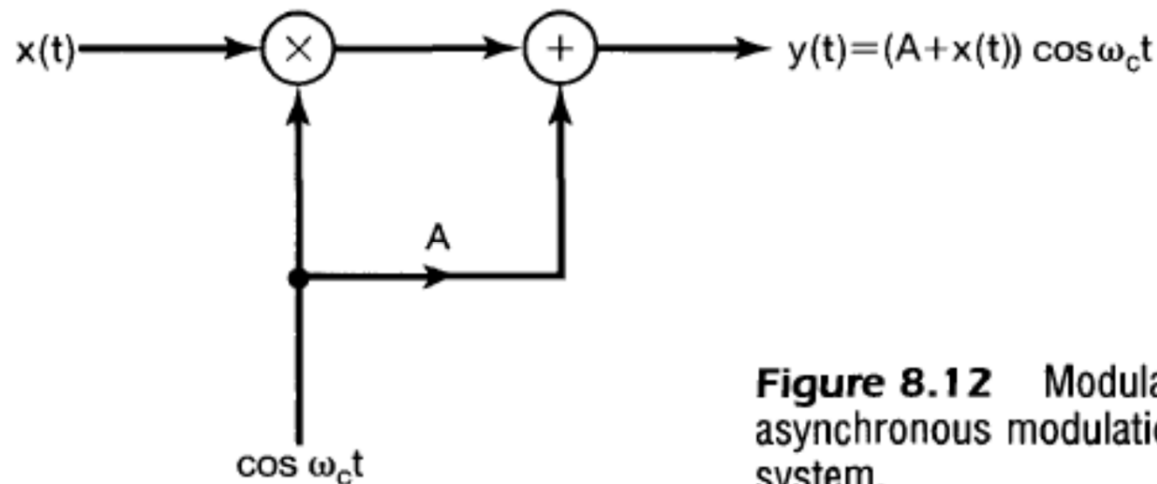 x(t)
×
+
y(t)=(A+x(t)) cosω_ct
A
cos ω_ct
Figure 8.12
asynchronous
system.